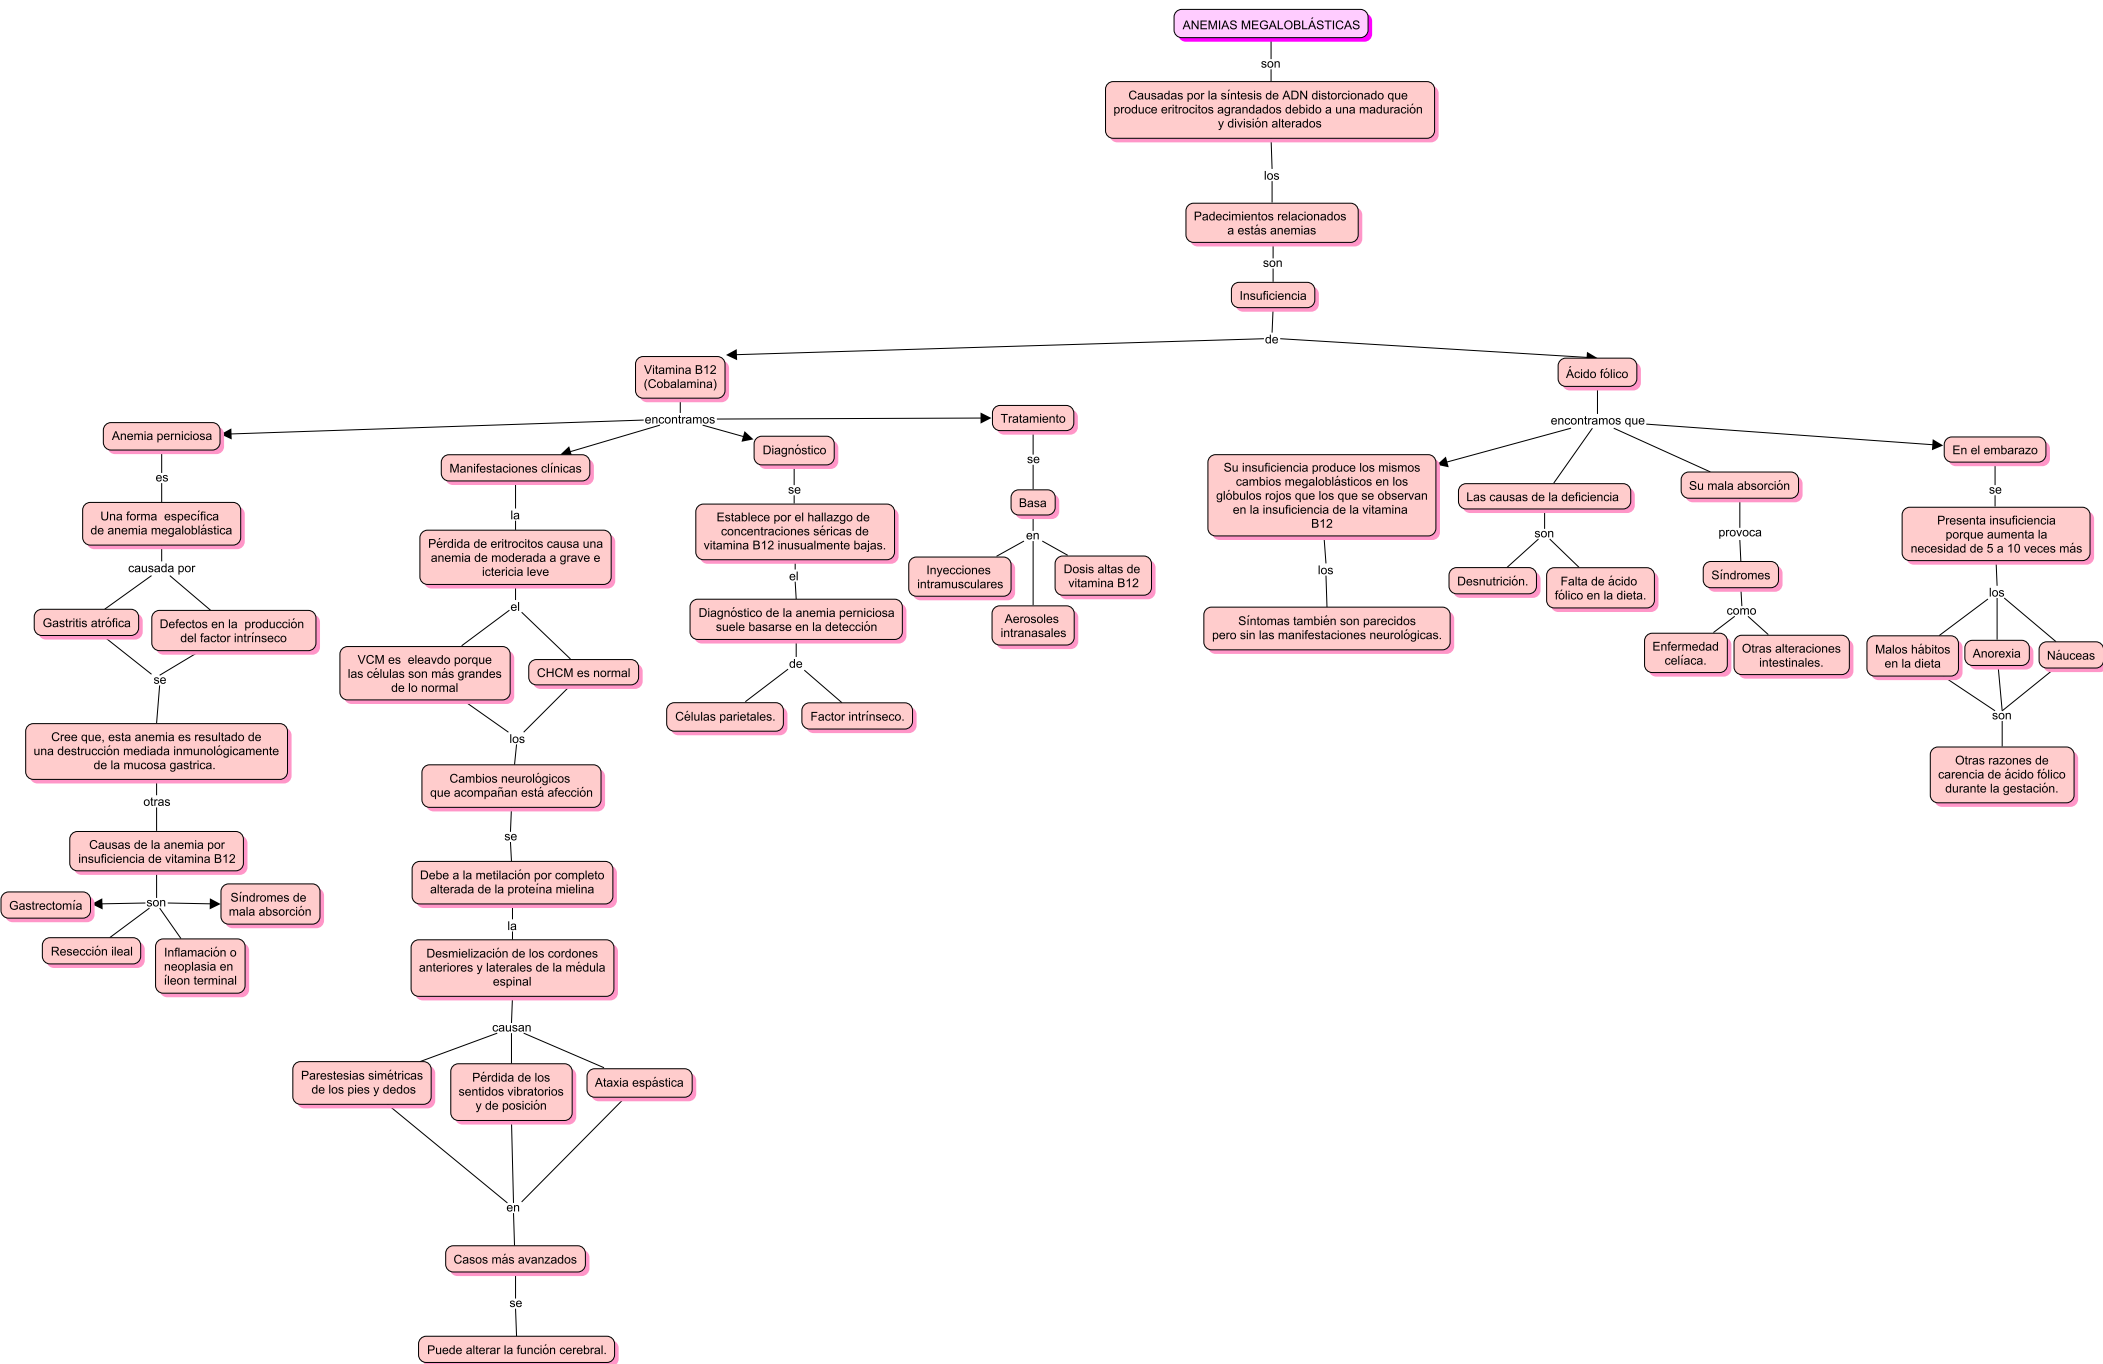 ANEMIAS MEGALOBLÁSTICAS
son
Causadas por la síntesis de ADN distorcionado que
produce eritrocitos agrandados debido a una maduración
y división alterados
los
Padecimientos relacionados
a estás anemias
son
Insuficiencia
de
Vitamina B12
(Cobalamina)
encontramos
Anemia perniciosa
es
Una forma específica
de anemia megaloblástica
causada por
Gastritis atrófica
Defectos en la producción
del factor intrínseco
se
Cree que, esta anemia es resultado de
una destrucción mediada inmunológicamente
de la mucosa gastrica.
otras
Causas de la anemia por
insuficiencia de vitamina B12
son
Gastrectomía
Resección ileal
Inflamación o
neoplasia en
íleon terminal
Síndromes de
mala absorción
Manifestaciones clínicas
la
Pérdida de eritrocitos causa una
anemia de moderada a grave e
ictericia leve
el
VCM es eleavdo porque
las células son más grandes
de lo normal
CHCM es normal
los
Cambios neurológicos
que acompañan está afección
se
Debe a la metilación por completo
alterada de la proteína mielina
la
Desmielización de los cordones
anteriores y laterales de la médula
espinal
causan
Parestesias simétricas
de los pies y dedos
Pérdida de los
sentidos vibratorios
y de posición
Ataxia espástica
en
Casos más avanzados
se
Puede alterar la función cerebral.
Diagnóstico
se
Establece por el hallazgo de
concentraciones séricas de
vitamina B12 inusualmente bajas.
el
Diagnóstico de la anemia perniciosa
suele basarse en la detección
de
Células parietales.
Factor intrínseco.
Tratamiento
se
Basa
en
Inyecciones
intramusculares
Aerosoles
intranasales
Dosis altas de
vitamina B12
Ácido fólico
encontramos que
Su insuficiencia produce los mismos
cambios megaloblásticos en los
glóbulos rojos que los que se observan
en la insuficiencia de la vitamina
B12
los
Síntomas también son parecidos
pero sin las manifestaciones neurológicas.
Las causas de la deficiencia
son
Desnutrición.
Falta de ácido
fólico en la dieta.
Su mala absorción
provoca
Síndromes
como
Enfermedad
celíaca.
Otras alteraciones
intestinales.
En el embarazo
se
Presenta insuficiencia
porque aumenta la
necesidad de 5 a 10 veces más
los
Malos hábitos
en la dieta
Anorexia
Náuceas
son
Otras razones de
carencia de ácido fólico
durante la gestación.